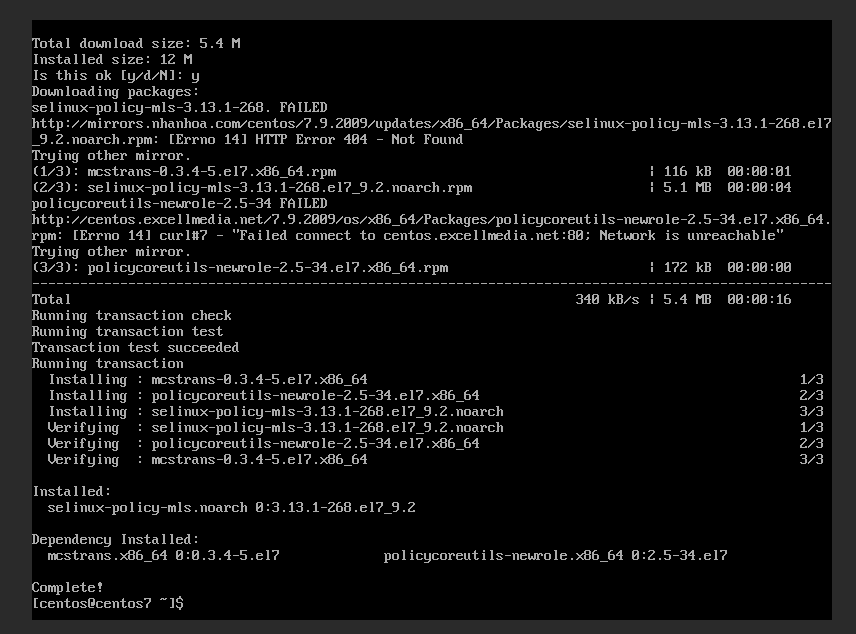 Total download size: 5.4 M
Installed size: 12 M
Is this ok [y/d/N]: y
Downloading packages:
selinux-policy-mls-3.13.1-268. FAILED
http://mirrors.nhanhoa.com/centos/7.9.2009/updates/x86_64/Packages/selinux-policy-mls-3.13.1-268.el7
_9.2.noarch.rpm: [Errno 14] HTTP Error 404 - Not Found
Trying other mirror.
(1/3): mcstrans-0.3.4-5.el7.x86_64.rpm | 116 kB 00:00:01
(2/3): selinux-policy-mls-3.13.1-268.el7_9.2.noarch.rpm | 5.1 MB 00:00:04
policycoreutils-newrole-2.5-34 FAILED
http://centos.excellmedia.net/7.9.2009/os/x86_64/Packages/policycoreutils-newrole-2.5-34.el7.x86_64.
rpm: [Errno 14] curl#7 - "Failed connect to centos.excellmedia.net:80; Network is unreachable"
Trying other mirror.
(3/3): policycoreutils-newrole-2.5-34.el7.x86_64.rpm | 172 kB 00:00:00
----------------------------------------------------------------------------------------------------
Total 340 kB/s | 5.4 MB 00:00:16
Running transaction check
Running transaction test
Transaction test succeeded
Running transaction
Installing : mcstrans-0.3.4-5.el7.x86_64 1/3
Installing : policycoreutils-newrole-2.5-34.el7.x86_64 2/3
Installing : selinux-policy-mls-3.13.1-268.el7_9.2.noarch 3/3
Verifying : selinux-policy-mls-3.13.1-268.el7_9.2.noarch 1/3
Verifying : policycoreutils-newrole-2.5-34.el7.x86_64 2/3
Verifying : mcstrans-0.3.4-5.el7.x86_64 3/3
Installed:
selinux-policy-mls.noarch 0:3.13.1-268.el7_9.2
Dependency Installed:
mcstrans.x86_64 0:0.3.4-5.el7 policycoreutils-newrole.x86_64 0:2.5-34.el7
Complete!
[centos@centos7 ~]$